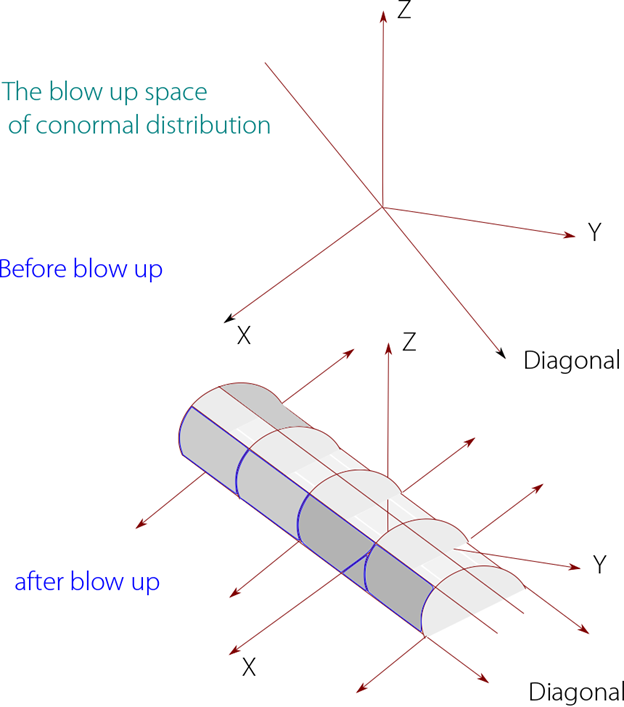 Z
The blow up space
of conormal distribution
Y
Before blow up
X
Diagonal
Z
Y
after blow up
X
Diagonal